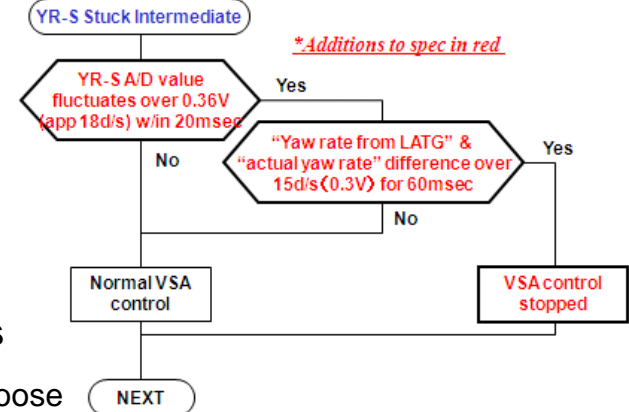 YR-S Stuck Intermediate
*Additions to spec in red
YR-S A/D value
fluctuates over 0.36V
(app 18d/s) w/in 20msec
Yes
No
“Yaw rate from LATG” &
“actual yaw rate” difference over
15d/s(0.3V) for 60msec
Yes
No
Normal VSA
control
VSA control
stopped
NEXT